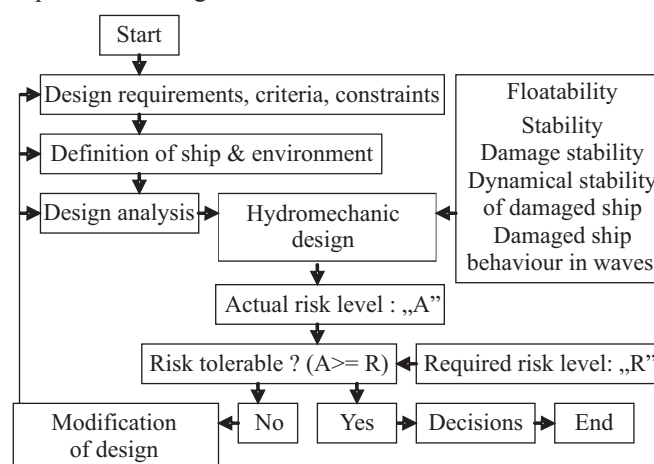 Start
Design requirements, criteria, constraints
Definition of ship & environment
Design analysis
Hydromechanic
design
Floatability
Stability
Damage stability
Dynamical stability
of damaged ship
Damaged ship
behaviour in waves
Actual risk level : „A”
Risk tolerable ? (A>= R)
Required risk level: „R”
Modification
of design
No
Yes
Decisions
End